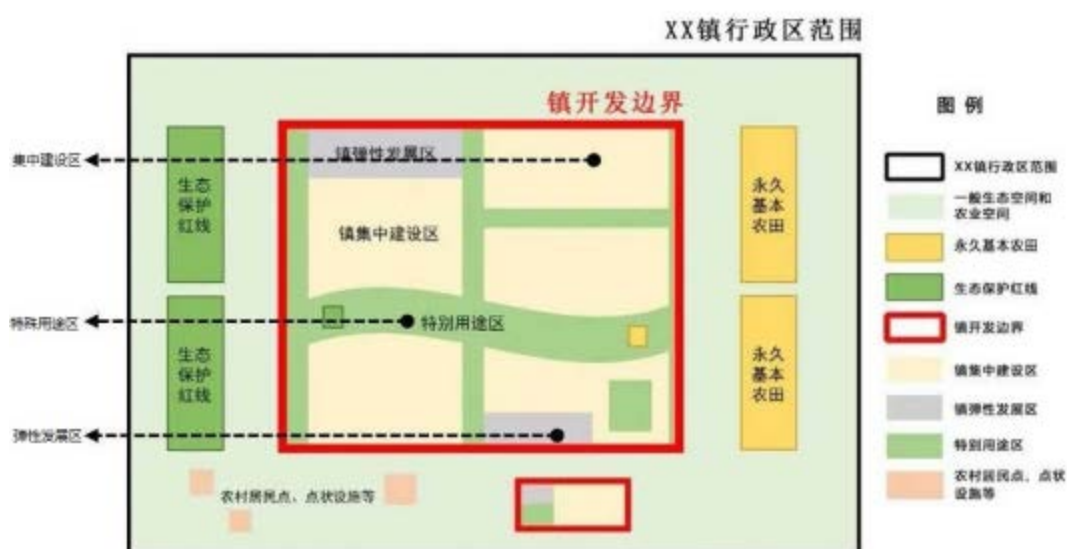 XX镇行政区范围
镇开发边界
图 例
集中建设区
镇弹性发展区
生态
保护
红线
永久
基本
农田
镇集中建设区
特殊用途区
特别用途区
生态
保护
红线
永久
基本
农田
弹性发展区
农村居民点、点状设施等
XX镇行政区范围
一般生态空间和
农业空间
永久基本农田
生态保护红线
镇开发边界
镇集中建设区
镇弹性发展区
特别用途区
农村居民点、点状
设施等